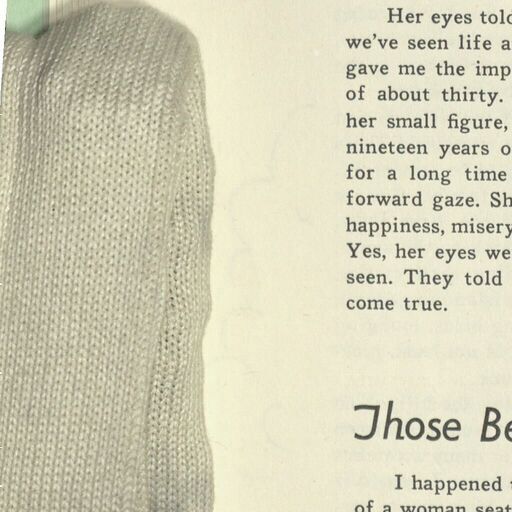 Her eyes told
we've seen life a
gave me the imp
of about thirty.
her small figure,
nineteen years o
for a long time
forward gaze. Sh
happiness, misery
Yes, her eyes we
seen. They told
come true.
Those Be
I happened
of a woman seat